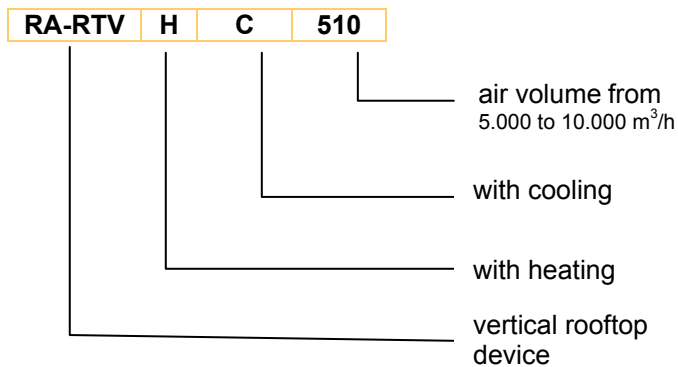 RA-RTV H C 510
air volume from
5.000 to 10.000 m³/h
with cooling
with heating
vertical rooftop
device